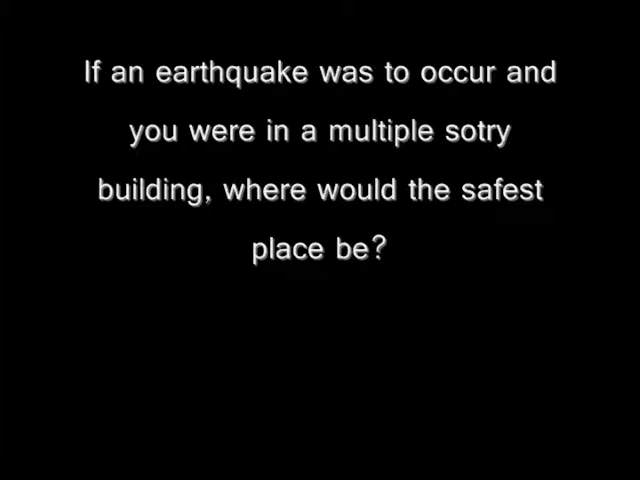 If an earthquake was to occur and
you were in a multiple sotry
building, where would the safest
place be?